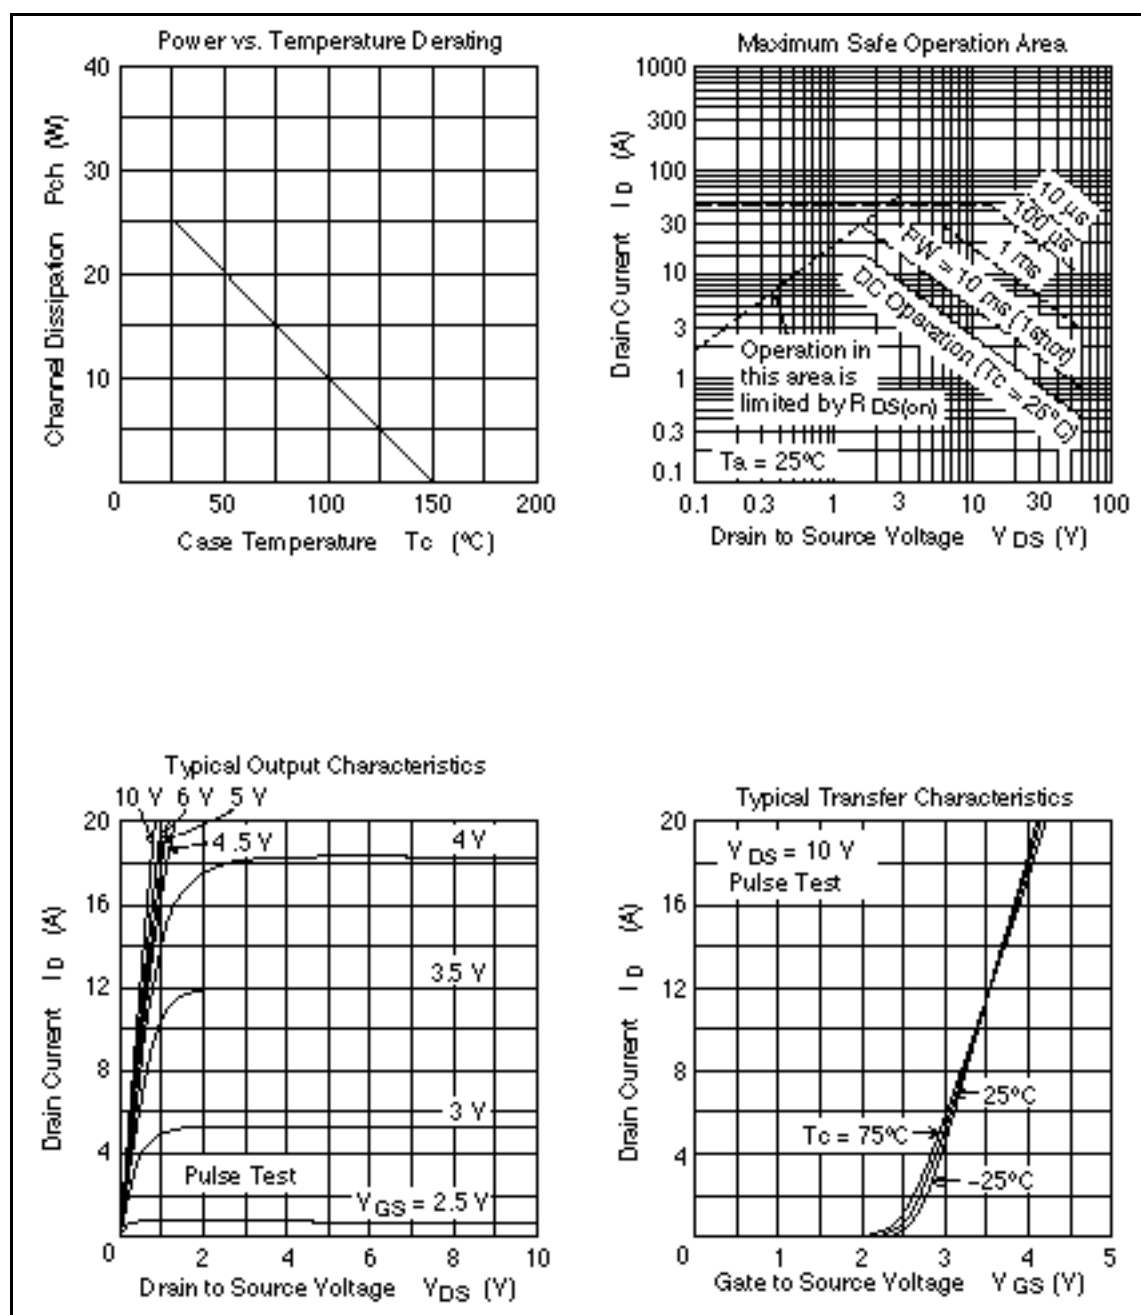 Power vs. Temperature Derating
40
30
20
10
0
50
100
150
200
Channel Dissipation Pch (W)
Case Temperature Tc (°C)
Maximum Safe Operation Area
1000
300
100
30
10
3
1
0.3
0.1
0.1
0.3
1
3
10
30
100
Drain Current I D (A)
10 µs
100 µs
1 ms
PW = 10 ms (1shot)
DC Operation (Tc = 25°C)
Operation in
this area is
limited by R DS(on)
Ta = 25°C
Drain to Source Voltage V DS (V)
Typical Output Characteristics
10 V 6 V 5 V
4 .5 V
4 V
3.5 V
3 V
Pulse Test
V GS = 2.5 V
20
16
12
8
4
0
2
4
6
8
10
Drain Current I D (A)
Drain to Source Voltage V DS (V)
Typical Transfer Characteristics
V DS = 10 V
Pulse Test
20
16
12
8
4
0
1
2
3
4
5
25°C
Tc = 75°C
–25°C
Drain Current I D (A)
Gate to Source Voltage V GS (V)